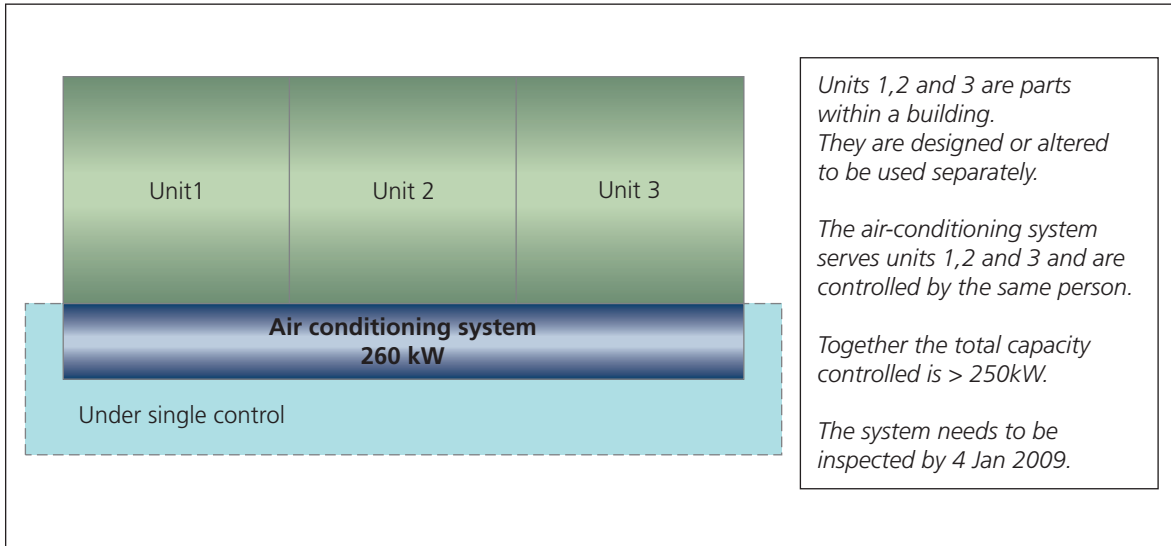 Unit1
Unit 2
Unit 3
Air conditioning system
260 kW
Under single control
Units 1,2 and 3 are parts
within a building.
They are designed or altered
to be used separately.
The air-conditioning system
serves units 1,2 and 3 and are
controlled by the same person.
Together the total capacity
controlled is > 250kW.
The system needs to be
inspected by 4 Jan 2009.